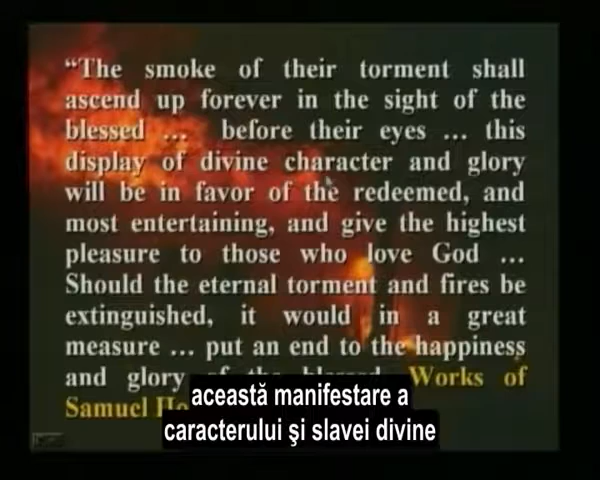 “The smoke of their torment shall
ascend up forever in the sight of the
blessed ... before their eyes ... this
display of divine character and glory
will be in favor of the redeemed, and
most entertaining, and give the highest
pleasure to those who love God ...
Should the eternal torment and fires be
extinguished, it would in a great
measure ... put an end to the happiness
and glory of the blessed. Works of
Samuel
această manifestare a
caracterului şi slavei divine